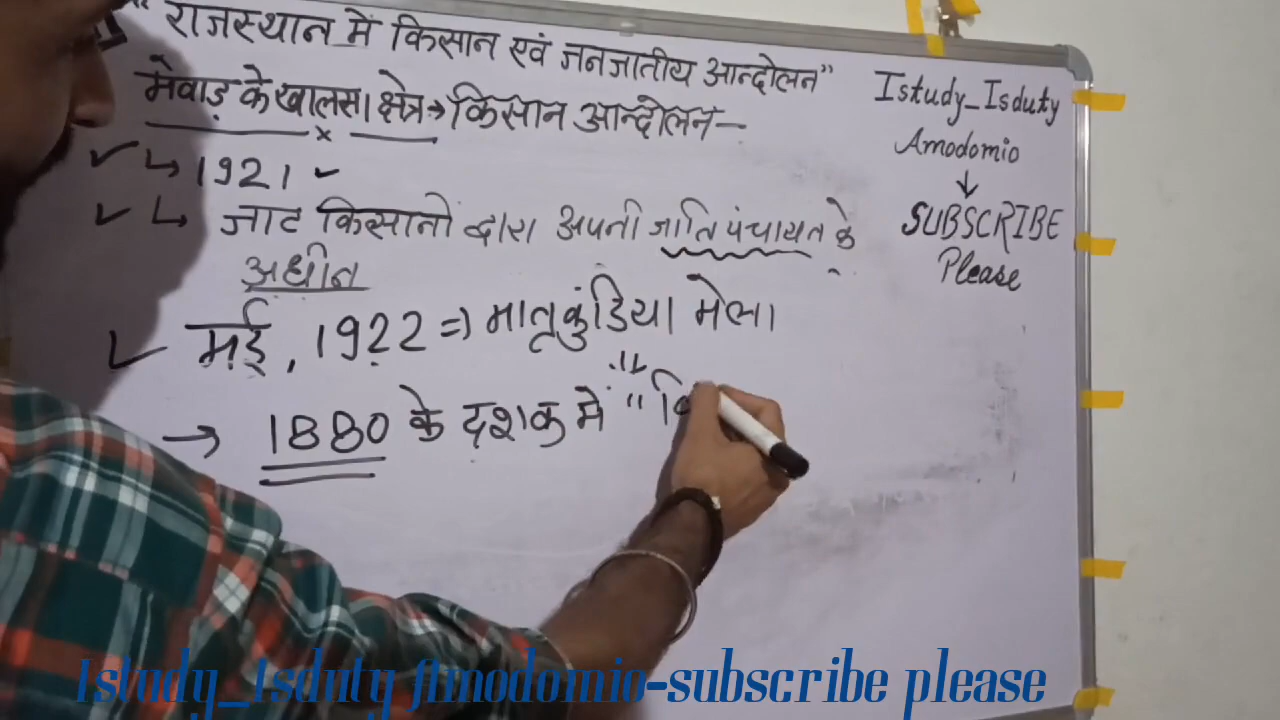 "राजस्थान में किसान एवं जनजातीय आन्दोलन"
मेवाड़ के खालसा क्षेत्र → किसान आन्दोलन -
✓ ↳ 1921 ✓
✓ ↳ जाट किसानो द्वारा अपनी जाति पंचायत के
अधीन
✓ मई, 1922 => मातृकुंडिया मेला
→ 1880 के दशक में "
Istudy_Isduty
Amodomio
↓
SUBSCRIBE
Please
Istudy_Isduty Amodomio-subscribe please